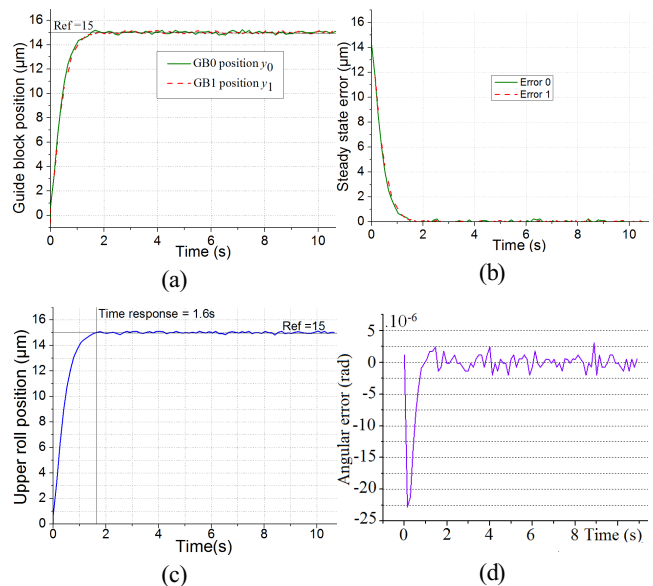 Ref =15
16
14
12
10
8
6
4
2
0
Guide block position (µm)
GB0 position y0
GB1 position y1
0 2 4 6 8 10
Time (s)
(a)
16
14
12
10
8
6
4
2
0
Steady state error (µm)
Error 0
Error 1
0 2 4 6 8 10
Time (s)
(b)
Time response = 1.6s
Ref =15
16
14
12
10
8
6
4
2
0
Upper roll position (µm)
0 2 4 6 8 10
Time(s)
(c)
10^-6
5
0
-5
-10
-15
-20
-25
Angular error (rad)
0 2 4 6 8 Time (s)
(d)